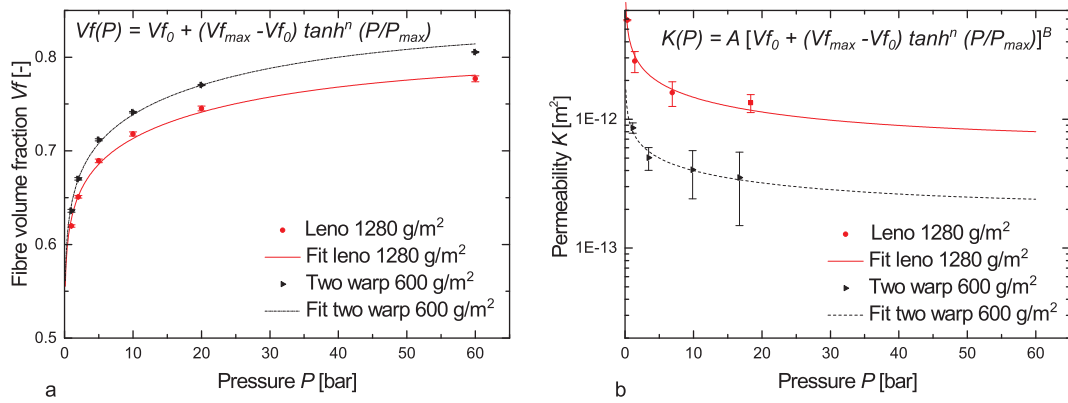 Vf(P) = Vf0 + (Vfmax -Vf0) tanhn (P/Pmax)
0.8
0.7
0.6
0.5
Fibre volume fraction Vf [-]
Leno 1280 g/m2
Fit leno 1280 g/m2
Two warp 600 g/m2
Fit two warp 600 g/m2
0 10 20 30 40 50 60
Pressure P [bar]
a
K(P) = A [Vf0 + (Vfmax -Vf0) tanhn (P/Pmax)]B
1E-12
1E-13
Permeability K [m2]
Leno 1280 g/m2
Fit leno 1280 g/m2
Two warp 600 g/m2
Fit two warp 600 g/m2
0 10 20 30 40 50 60
Pressure P [bar]
b